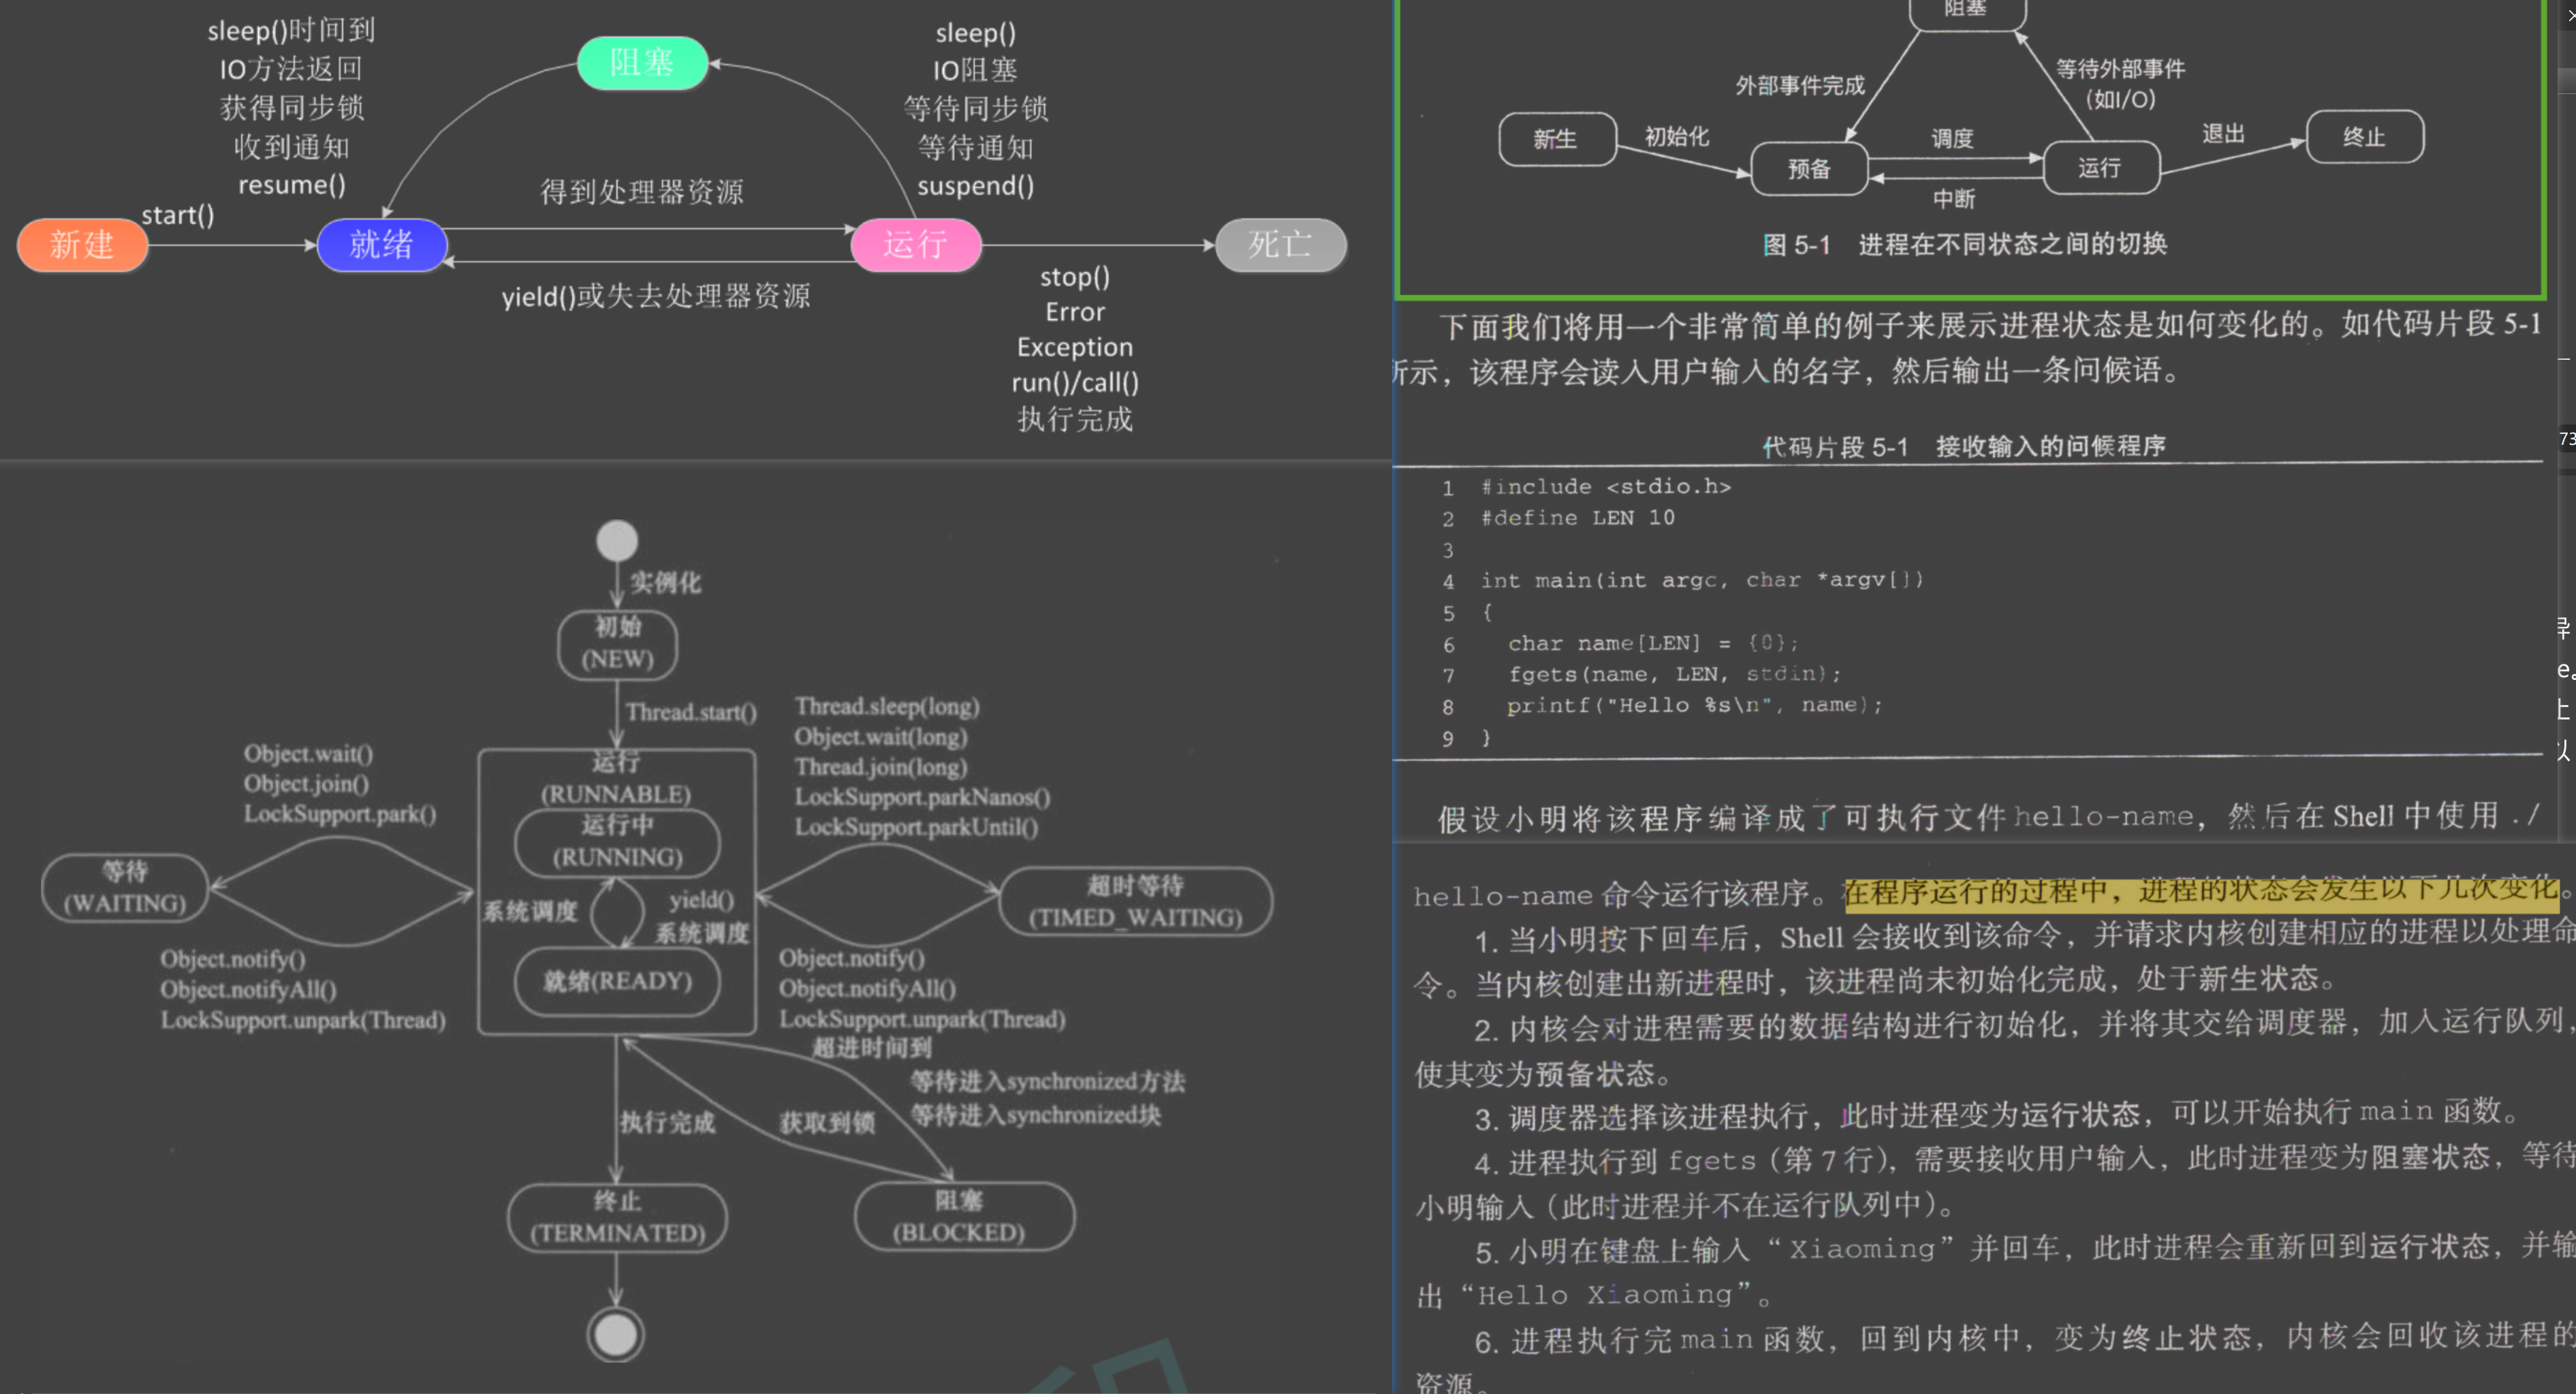 sleep()时间到
IO方法返回
获得同步锁
收到通知
resume()
阻塞
sleep()
IO阻塞
等待同步锁
等待通知
suspend()
start()
得到处理器资源
新建
就绪
运行
死亡
yield()或失去处理器资源
stop()
Error
Exception
run()/call()
执行完成
实例化
初始
(NEW)
Thread.start()
Object.wait()
Object.join()
LockSupport.park()
Thread.sleep(long)
Object.wait(long)
Thread.join(long)
LockSupport.parkNanos()
LockSupport.parkUntil()
运行
(RUNNABLE)
运行中
(RUNNING)
等待
(WAITING)
超时等待
(TIMED_WAITING)
系统调度
yield()
系统调度
就绪(READY)
Object.notify()
Object.notifyAll()
LockSupport.unpark(Thread)
Object.notify()
Object.notifyAll()
LockSupport.unpark(Thread)
超进时间到
等待进入synchronized方法
等待进入synchronized块
执行完成
获取到锁
终止
(TERMINATED)
阻塞
(BLOCKED)
阻塞
外部事件完成
等待外部事件
(如I/O)
新生
初始化
预备
调度
中断
运行
退出
终止
图 5-1 进程在不同状态之间的切换
下面我们将用一个非常简单的例子来展示进程状态是如何变化的。如代码片段 5-1
所示，该程序会读入用户输入的名字，然后输出一条问候语。
代码片段 5-1 接收输入的问候程序
1 #include <stdio.h>
2 #define LEN 10
3
4 int main(int argc, char *argv[])
5 {
6 char name[LEN] = {0};
7 fgets(name, LEN, stdin);
8 printf("Hello %s\n", name);
9 }
假设小明将该程序编译成了可执行文件 hello-name，然后在 Shell 中使用 ./
hello-name 命令运行该程序。在程序运行的过程中，进程的状态会发生以下几次变化。
1. 当小明按下回车后，Shell 会接收到该命令，并请求内核创建相应的进程以处理命
令。当内核创建出新进程时，该进程尚未初始化完成，处于新生状态。
2. 内核会对进程需要的数据结构进行初始化，并将其交给调度器，加入运行队列，
使其变为预备状态。
3. 调度器选择该进程执行，此时进程变为运行状态，可以开始执行 main 函数。
4. 进程执行到 fgets（第 7 行），需要接收用户输入，此时进程变为阻塞状态，等待
小明输入（此时进程并不在运行队列中）。
5. 小明在键盘上输入“Xiaoming”并回车，此时进程会重新回到运行状态，并输
出“Hello Xiaoming”。
6. 进程执行完 main 函数，回到内核中，变为终止状态，内核会回收该进程的
资源。
73
e。
上
以